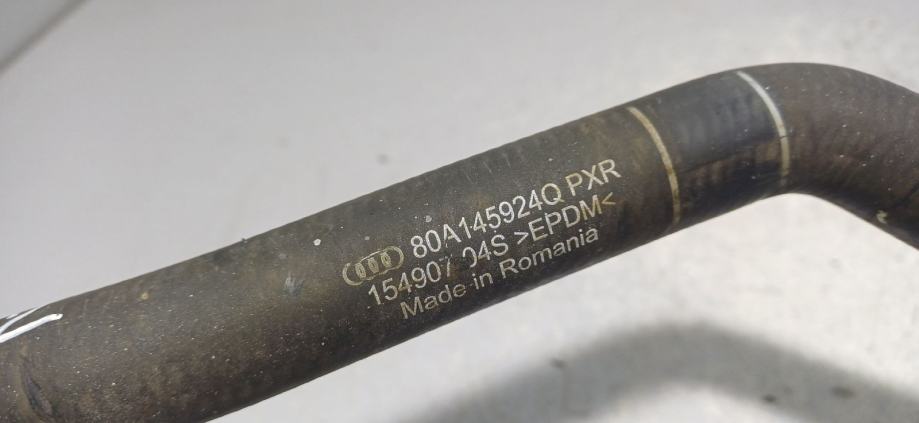 80A145924Q PXR
154907 04S >EPDM<
Made in Romania